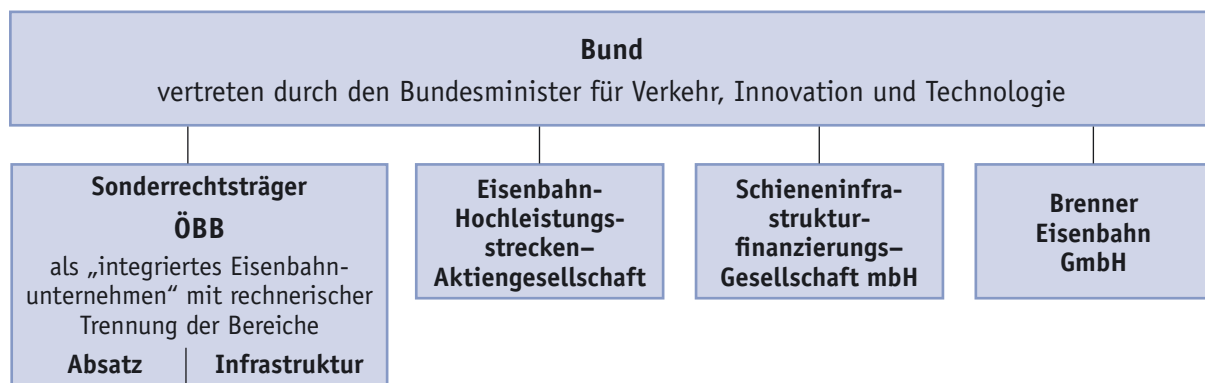 Bund
vertreten durch den Bundesminister für Verkehr, Innovation und Technologie
Sonderrechtsträger
ÖBB
als „integriertes Eisenbahn-
unternehmen“ mit rechnerischer
Trennung der Bereiche
Absatz
Infrastruktur
Eisenbahn-
Hochleistungs-
strecken–
Aktiengesellschaft
Schieneninfra-
struktur-
finanzierungs–
Gesellschaft mbH
Brenner
Eisenbahn
GmbH